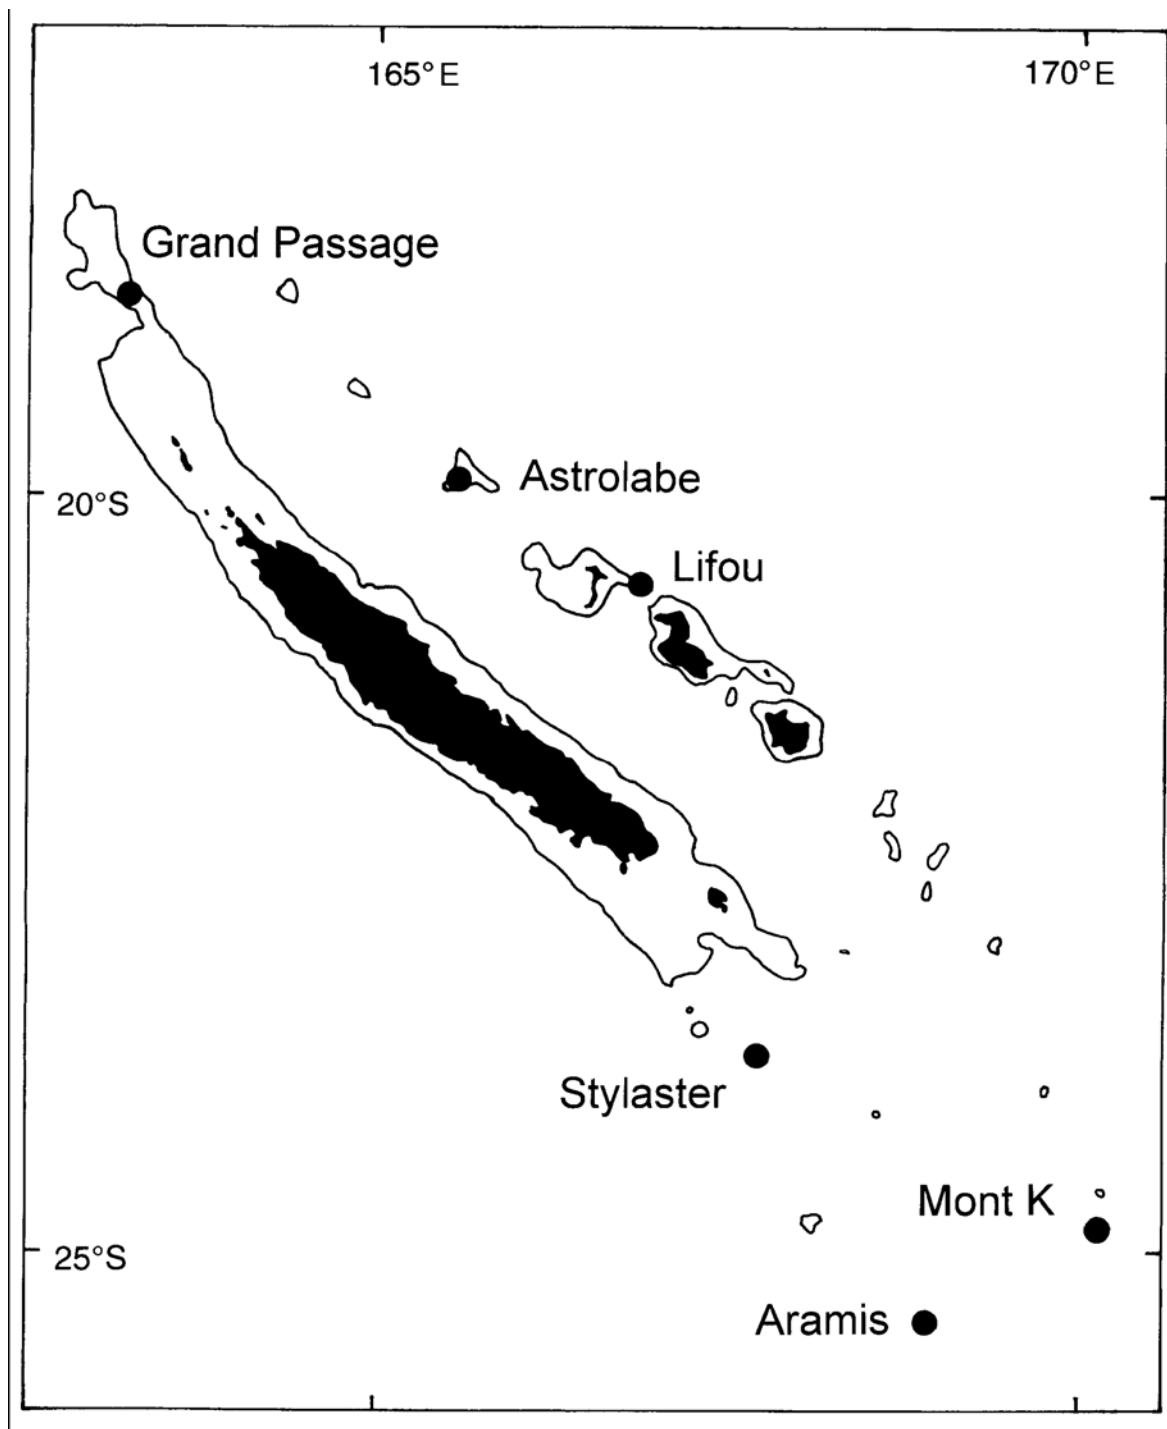 165°E
170°E
Grand Passage
Astrolabe
20°S
Lifou
Stylaster
Mont K
25°S
Aramis